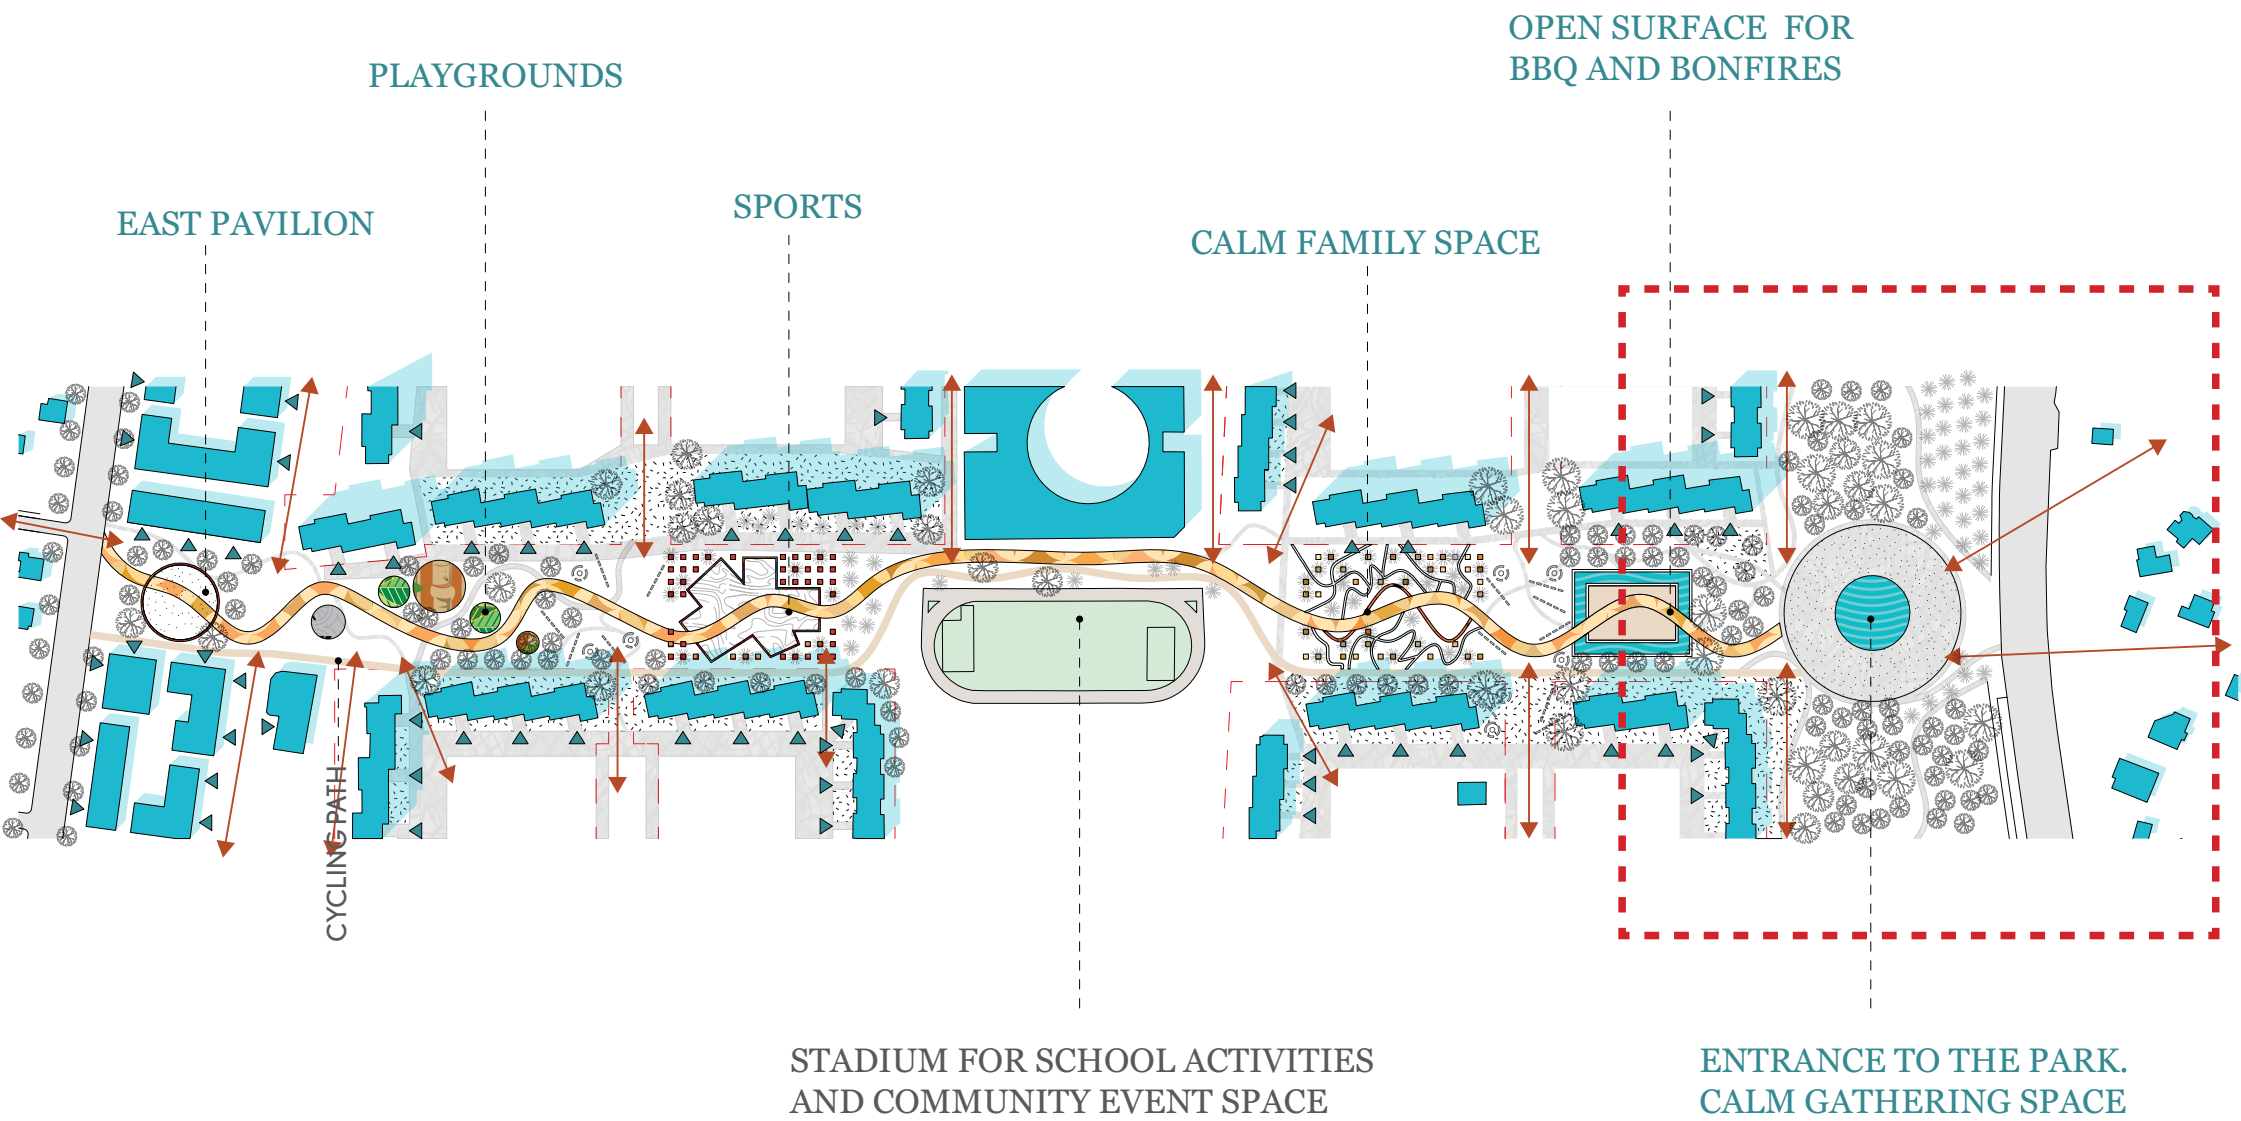 OPEN SURFACE FOR
BBQ AND BONFIRES
PLAYGROUNDS
SPORTS
EAST PAVILION
CALM FAMILY SPACE
CYCLING PATH
STADIUM FOR SCHOOL ACTIVITIES
AND COMMUNITY EVENT SPACE
ENTRANCE TO THE PARK.
CALM GATHERING SPACE